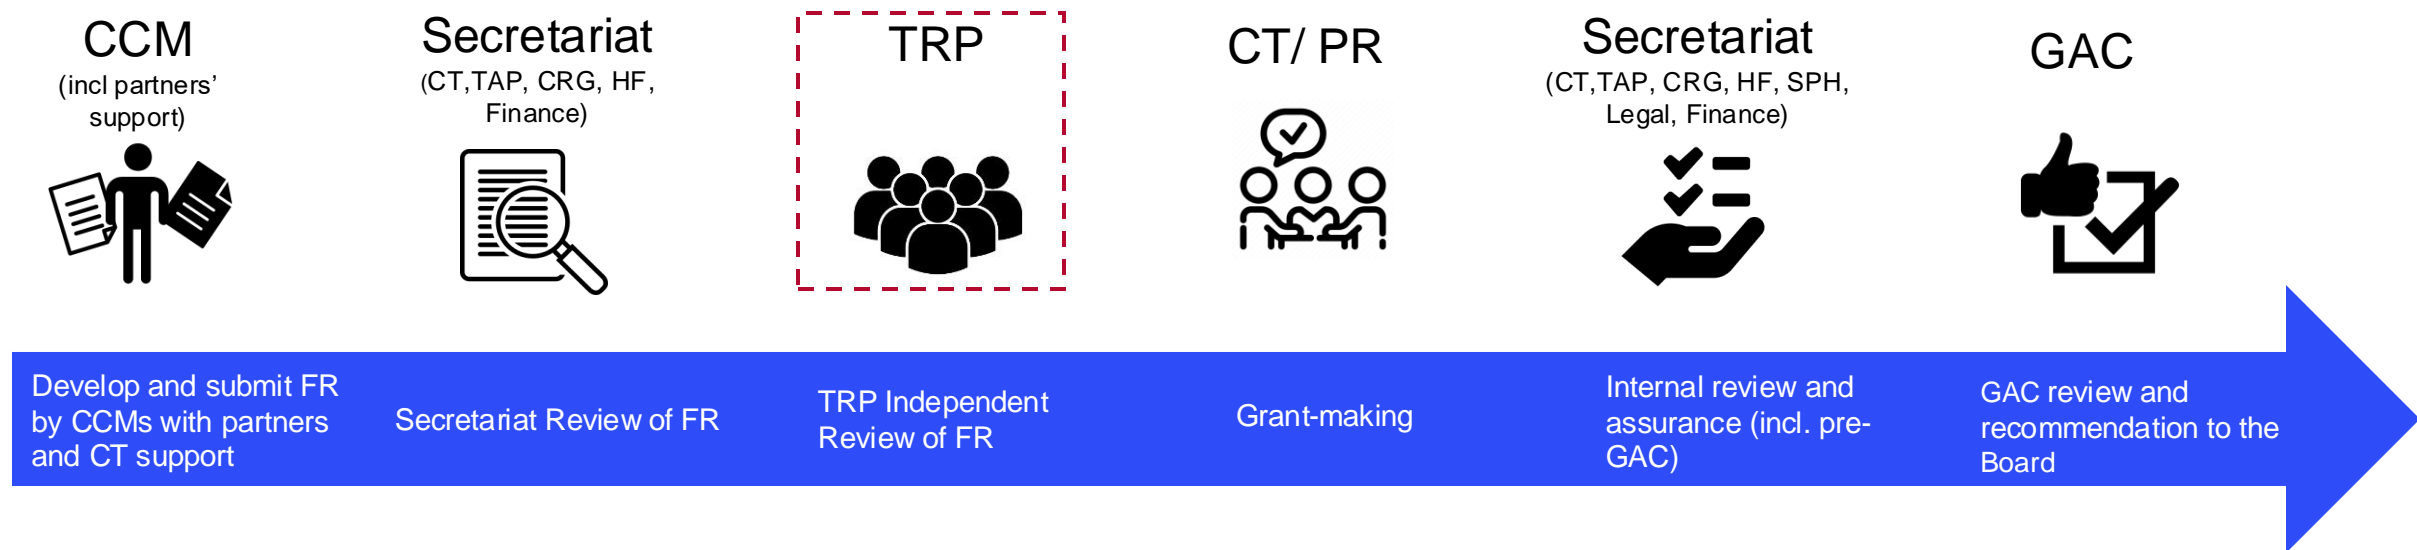 CCM
(incl partners’
support)
Secretariat
(CT,TAP, CRG, HF,
Finance)
TRP
CT/ PR
Secretariat
(CT,TAP, CRG, HF, SPH,
Legal, Finance)
GAC
Develop and submit FR
by CCMs with partners
and CT support
Secretariat Review of FR
TRP Independent
Review of FR
Grant-making
Internal review and
assurance (incl. pre-
GAC)
GAC review and
recommendation to the
Board